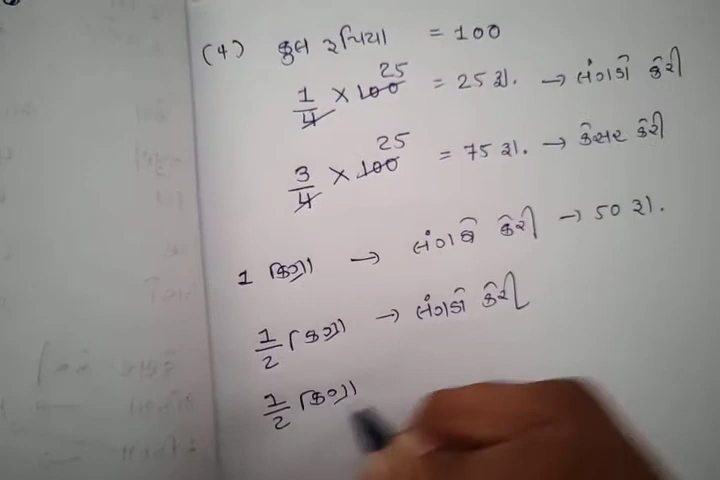 (4) કુલ રૂપિયા = 100
1/4 × 100 25 = 25 રૂ. → લંગડો કેરી
3/4 × 100 25 = 75 રૂ. → કેસર કેરી
1 કિગ્રા → લંગડો કેરી → 50 રૂ.
1/2 કિગ્રા → લંગડો કેરી
1/2 કિગ્રા